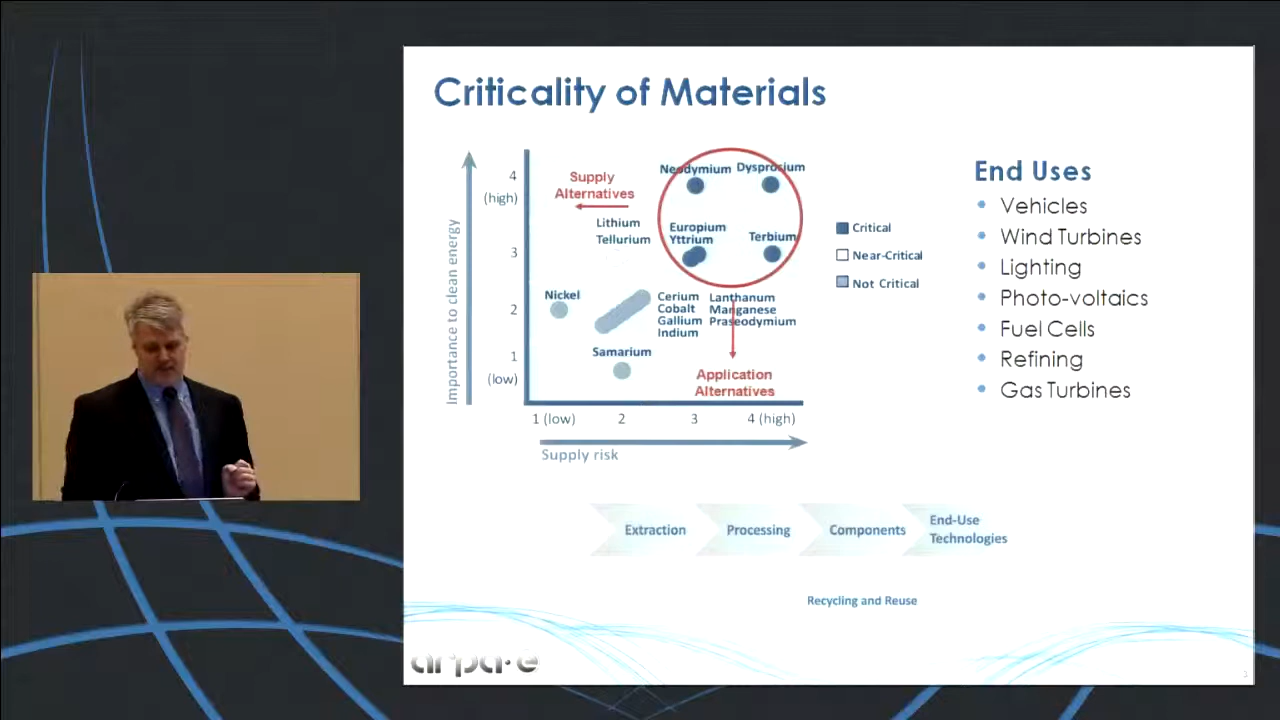 Criticality of Materials
Importance to clean energy
4
(high)
3
2
1
(low)
Supply
Alternatives
Lithium
Tellurium
Neodymium
Dysprosium
Europium
Yttrium
Terbium
Nickel
Cerium
Cobalt
Gallium
Indium
Lanthanum
Manganese
Praseodymium
Samarium
Application
Alternatives
1 (low)
2
3
4 (high)
Supply risk
Critical
Near-Critical
Not Critical
End Uses
Vehicles
Wind Turbines
Lighting
Photo-voltaics
Fuel Cells
Refining
Gas Turbines
Extraction
Processing
Components
End-Use
Technologies
Recycling and Reuse
arpa·e